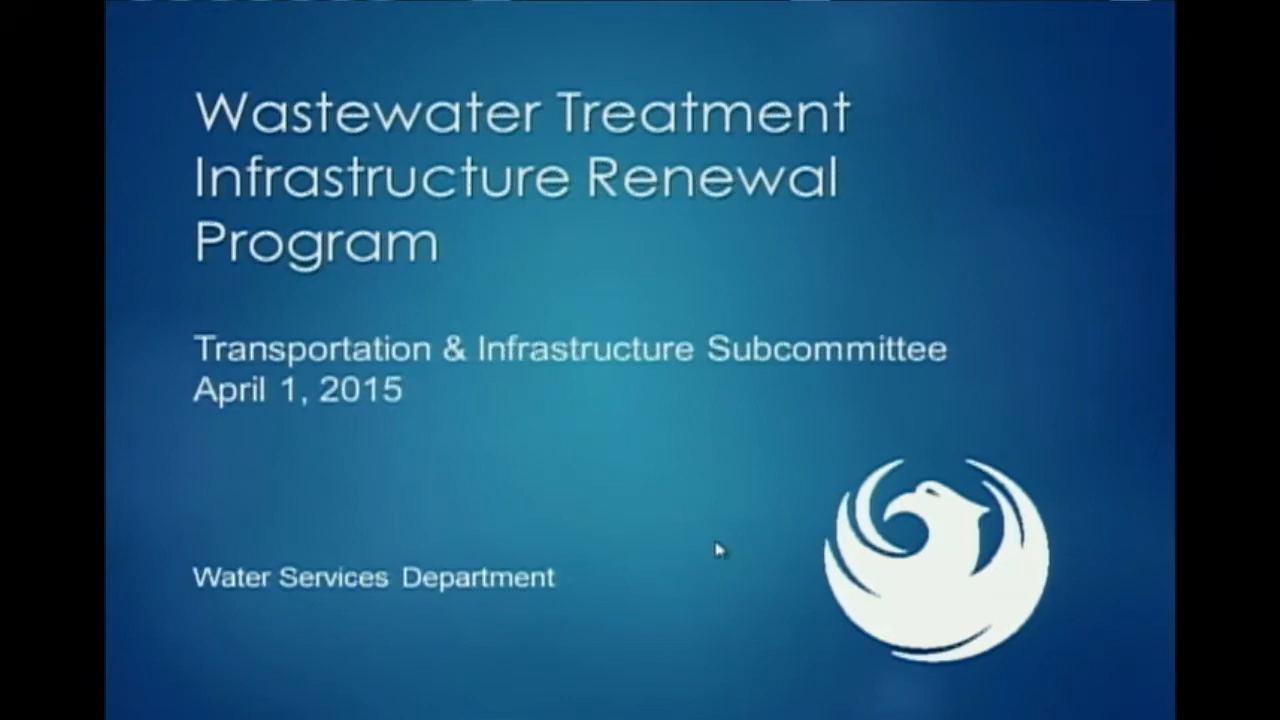 Wastewater Treatment
Infrastructure Renewal
Program
Transportation & Infrastructure Subcommittee
April 1, 2015
Water Services Department